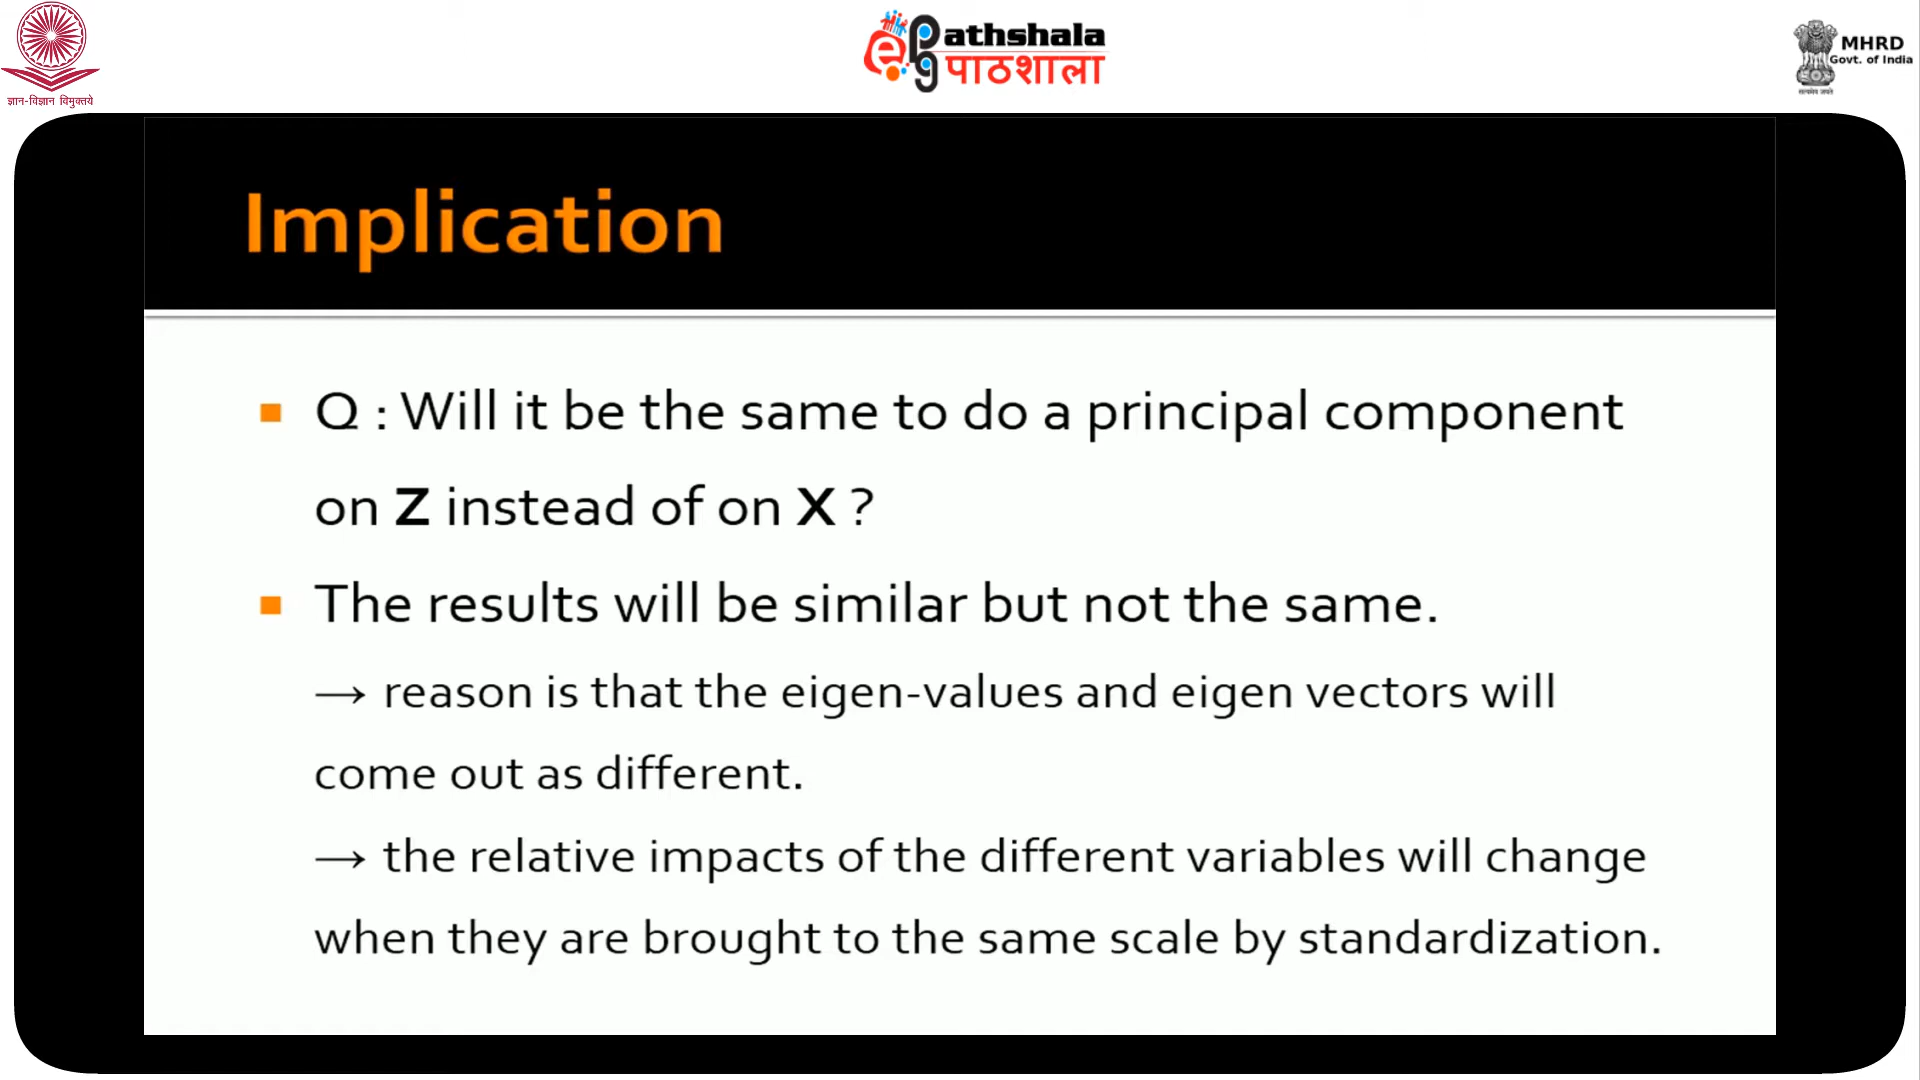 ज्ञान-विज्ञान विमुक्तये
ePathshala
पाठशाला
MHRD
Govt. of India
सत्यमेव जयते
Implication
Q : Will it be the same to do a principal component
on Z instead of on X ?
The results will be similar but not the same.
→ reason is that the eigen-values and eigen vectors will
come out as different.
→ the relative impacts of the different variables will change
when they are brought to the same scale by standardization.